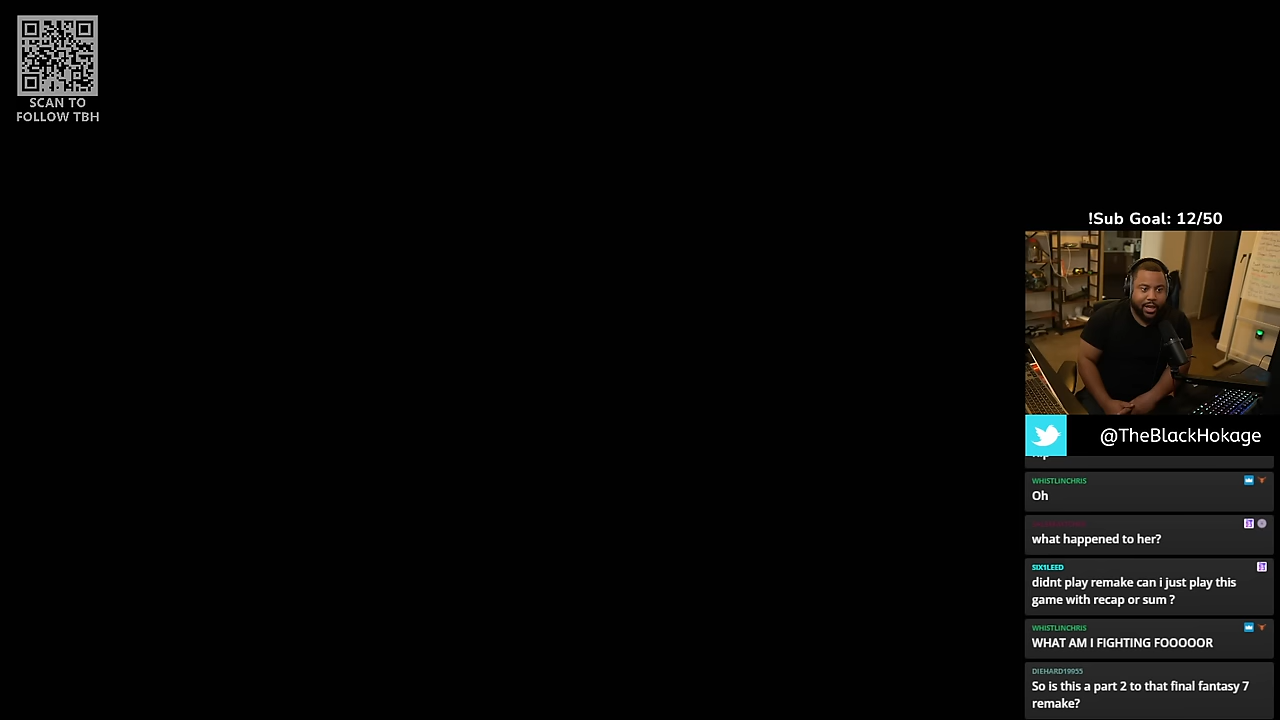 SCAN TO
FOLLOW TBH
!Sub Goal: 12/50
@TheBlackHokage
WHISTLINCHRIS
Oh
what happened to her?
SIX1LEED
didnt play remake can i just play this
game with recap or sum ?
WHISTLINCHRIS
WHAT AM I FIGHTING FOOOOOR
DIEHARD19955
So is this a part 2 to that final fantasy 7
remake?